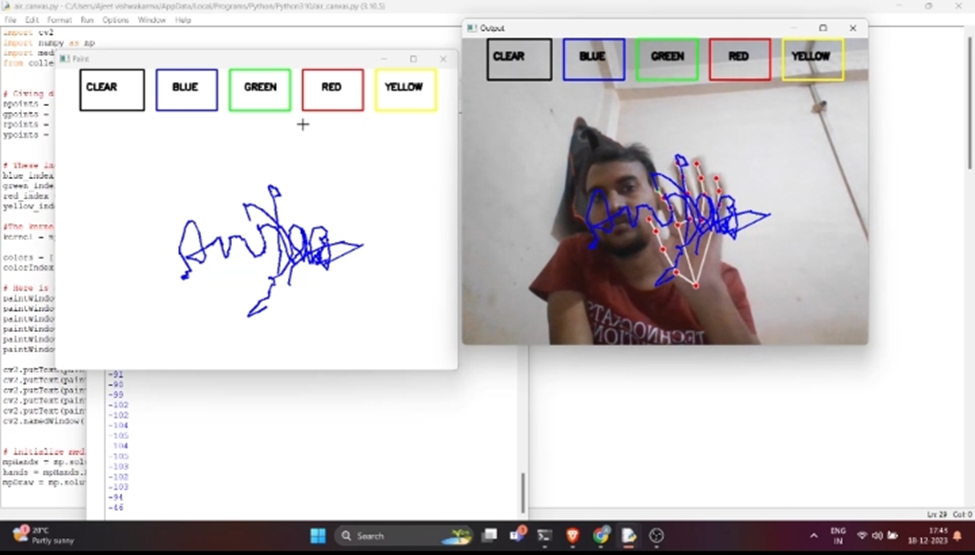 air_canvas.py - C:/Users/Ajeet vishwakarma/AppData/Local/Programs/Python/Python310/air_canvas.py (3.10.5)
File Edit Format Run Options Window Help
import cv2
import numpy as np
import med
from colle
# Giving d
bpoints =
gpoints =
rpoints =
ypoints =
# These in
blue_index
green_inde
red_index
yellow_ind
#The kerne
kernel = n
colors = [
colorIndex
# Here is
paintWindo
paintWindo
paintWindo
paintWindo
paintWindo
paintWindo
cv2.putText(pain
cv2.putText(pain
cv2.putText(pain
cv2.putText(pain
cv2.putText(pain
cv2.namedWindow(
# initialize med
mpHands = mp.sol
hands = mpHands.
mpDraw = mp.solu
Paint
CLEAR BLUE GREEN RED YELLOW
Output
CLEAR BLUE GREEN RED YELLOW
TECHNOCRATS
-91
-90
-99
-102
-102
-104
-105
-104
-105
-103
-102
-103
-94
-46
Ln: 29 Col: 0
20°C
Partly sunny
Search
ENG
IN
17:43
18-12-2023